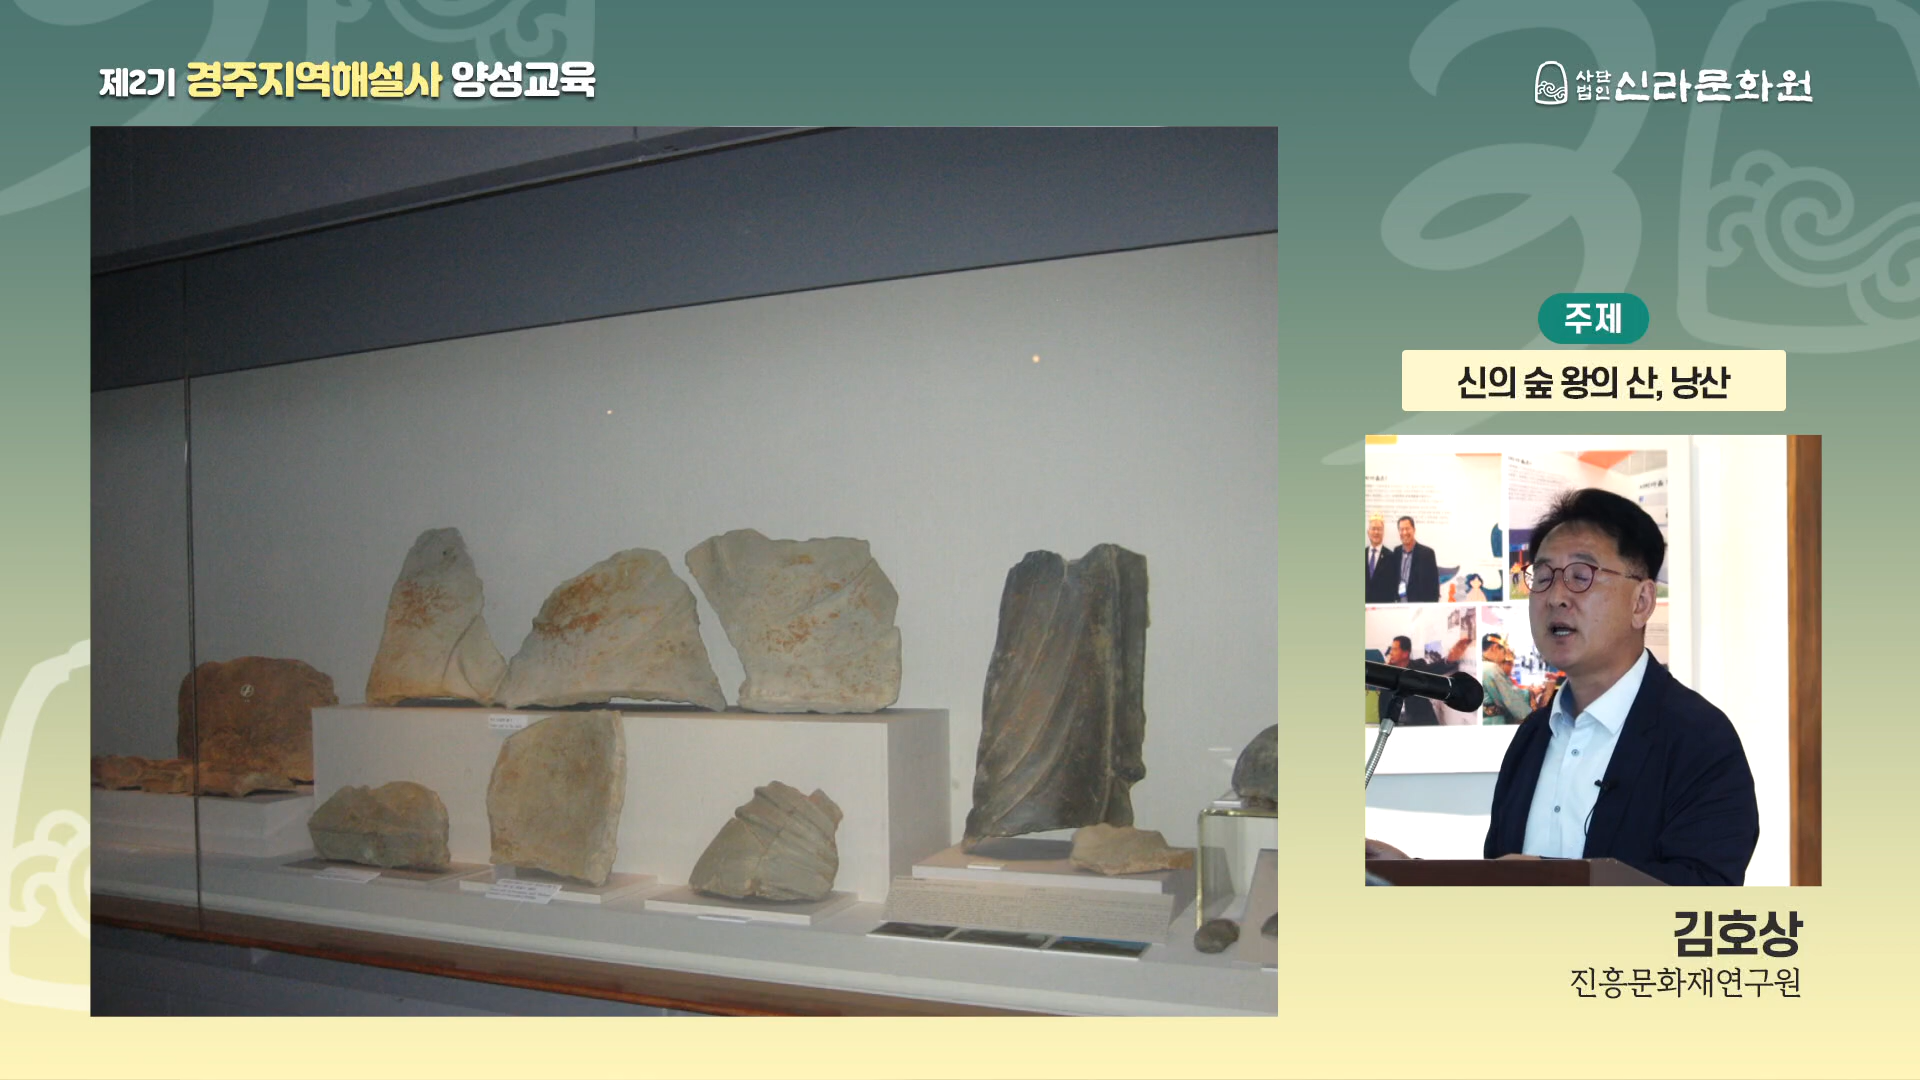 제2기 경주지역해설사 양성교육
사단법인 신라문화원
주제
신의 숲 왕의 산, 낭산
김호상
진흥문화재연구원